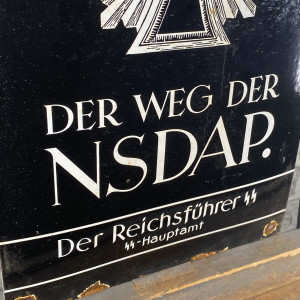 DER WEG DER
NSDAP.
Der Reichsführer ᛋᛋ
ᛋᛋ-Hauptamt